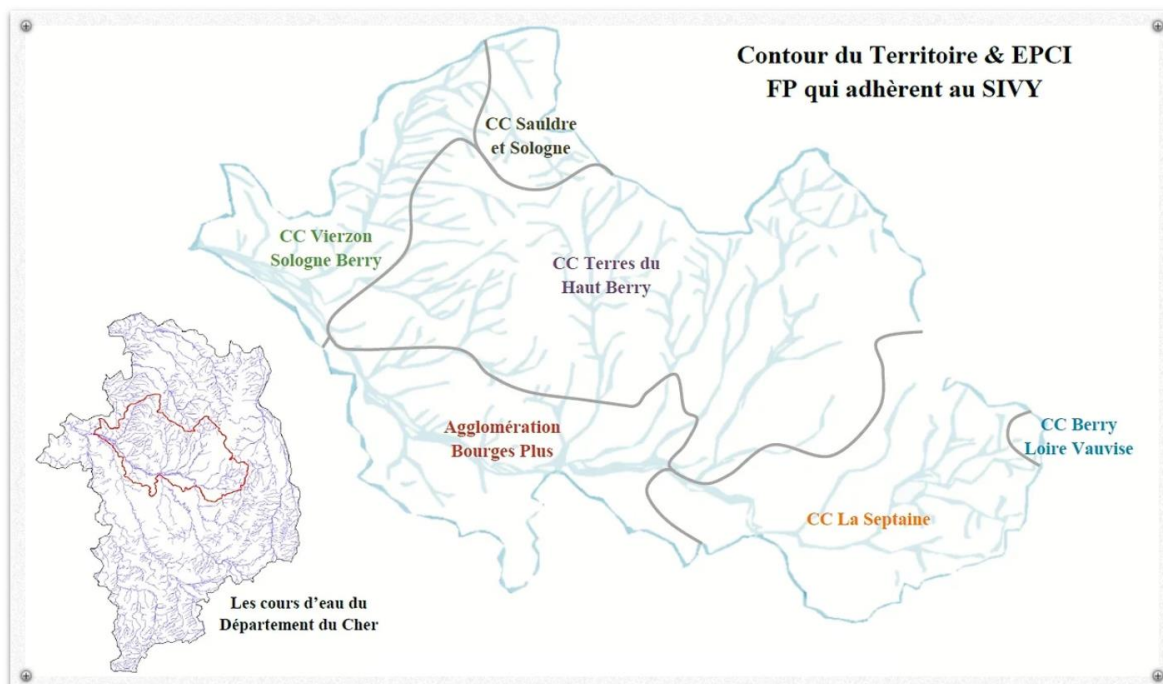 Contour du Territoire & EPCI
FP qui adhèrent au SIVY
CC Sauldre
et Sologne
CC Vierzon
Sologne Berry
CC Terres du
Haut Berry
Agglomération
Bourges Plus
CC Berry
Loire Vauvise
CC La Septaine
Les cours d'eau du
Département du Cher